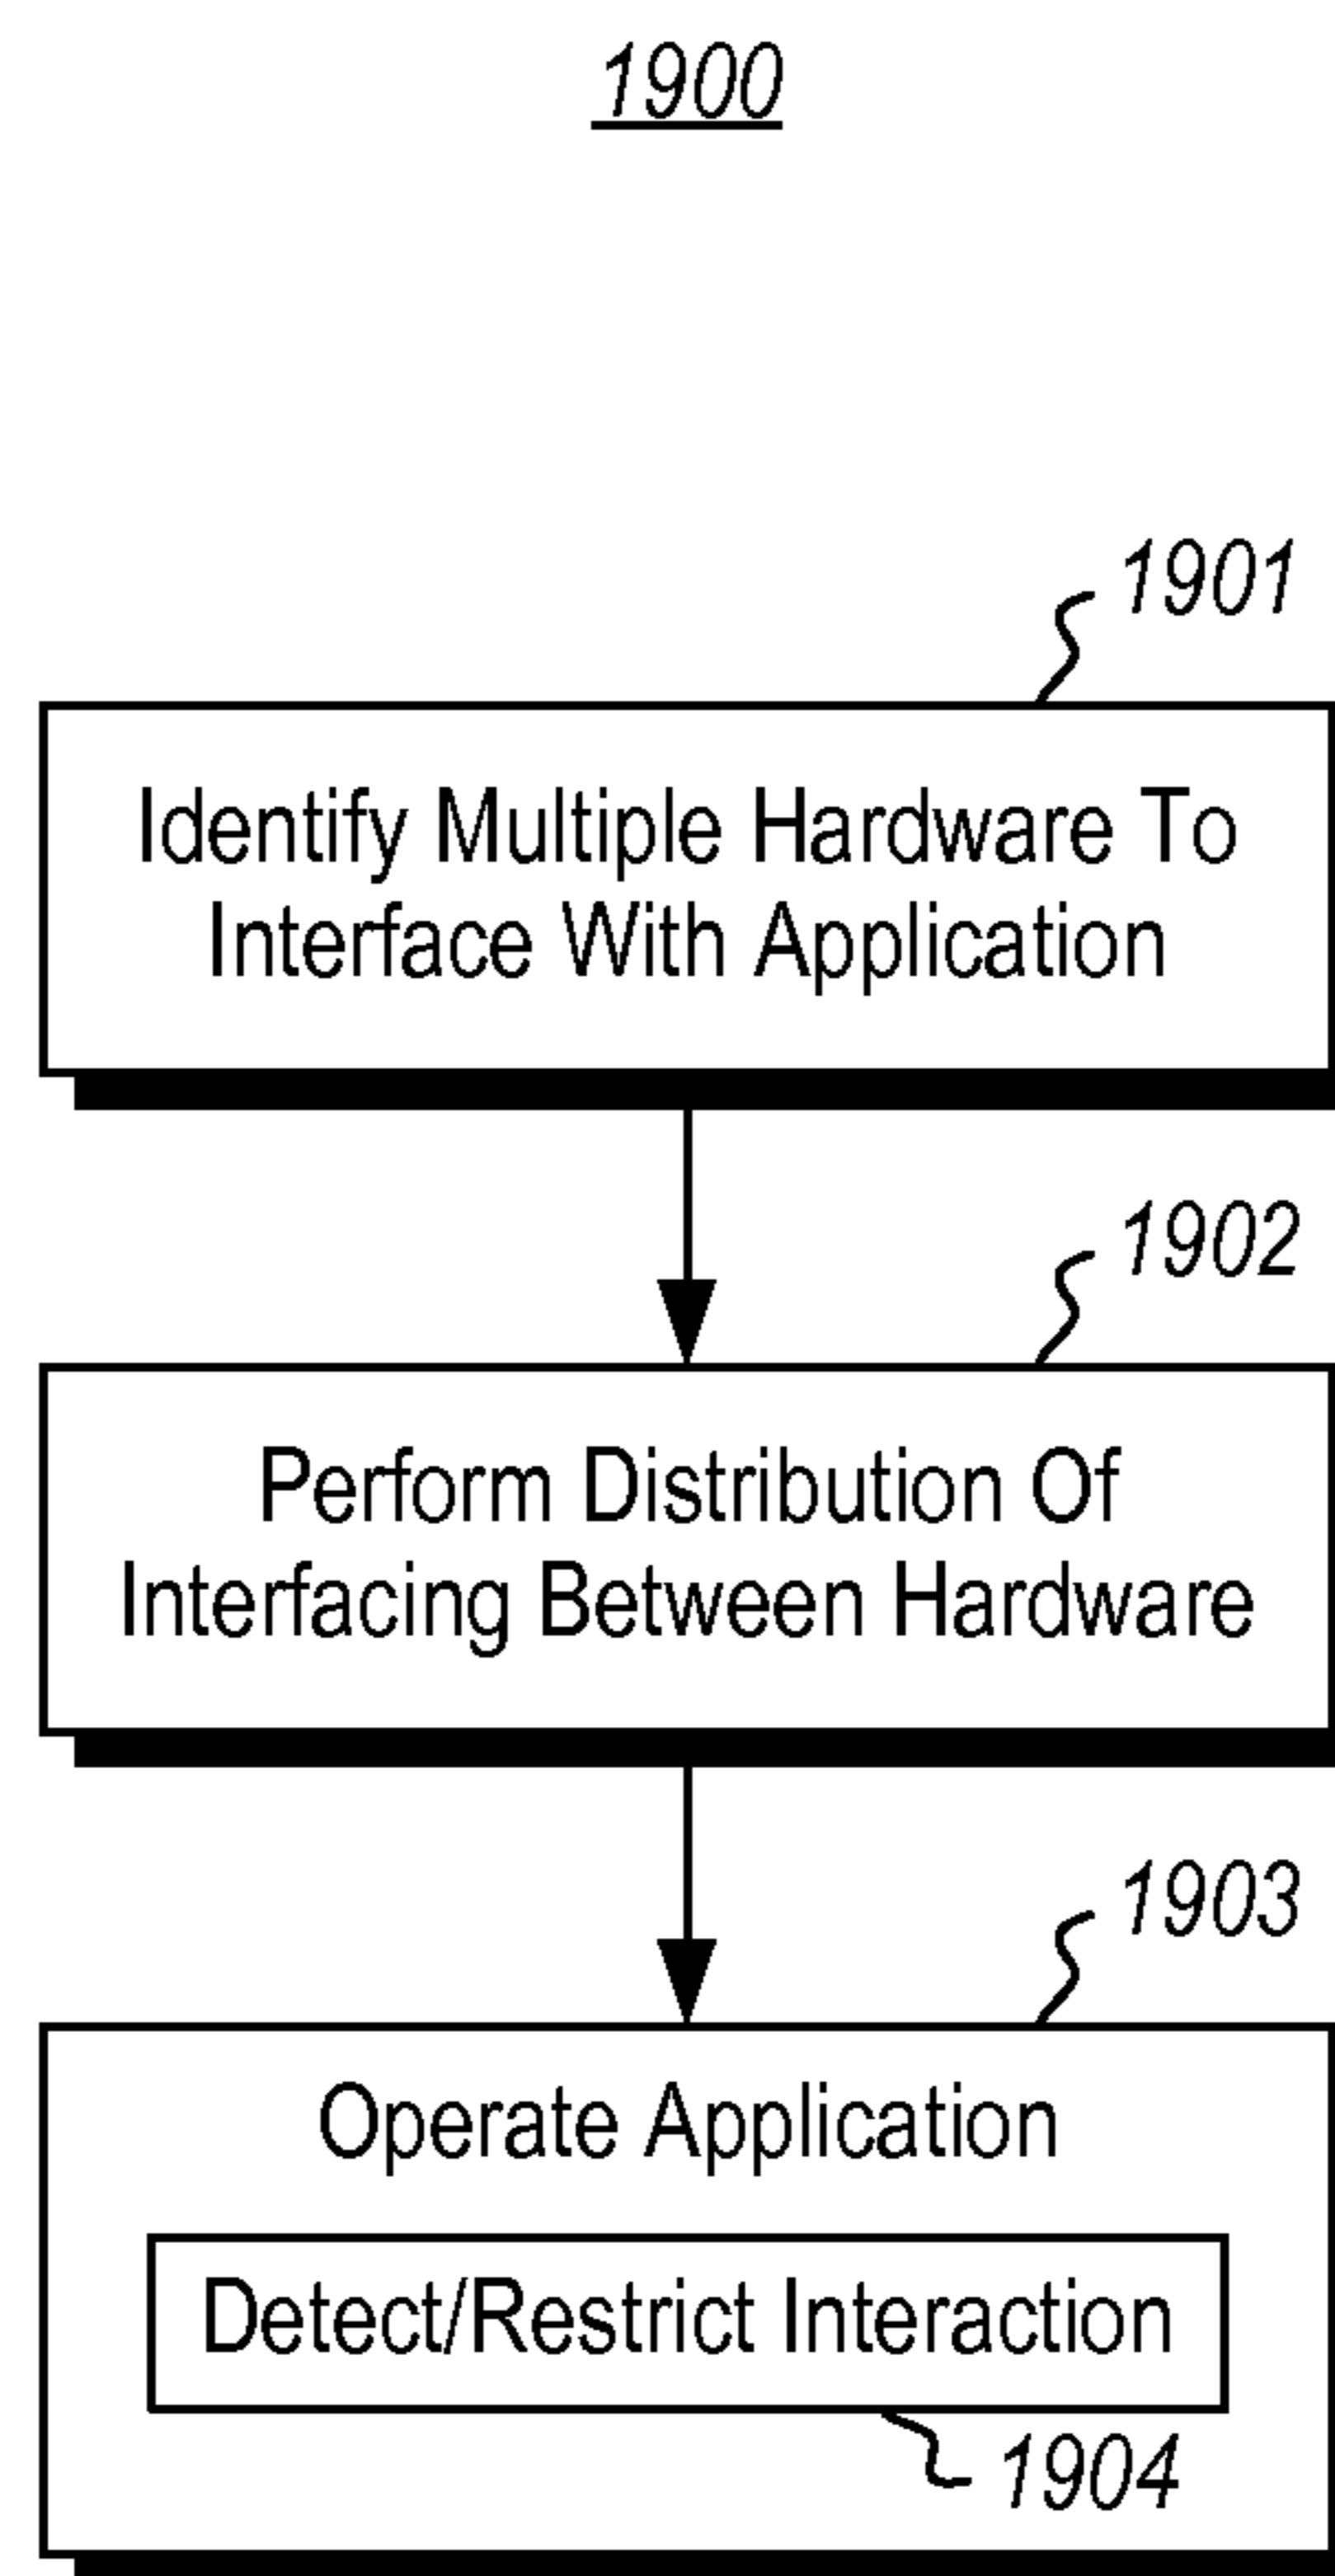 1900
1901
Identify Multiple Hardware To
Interface With Application
1902
Perform Distribution Of
Interfacing Between Hardware
1903
Operate Application
Detect/Restrict Interaction
1904